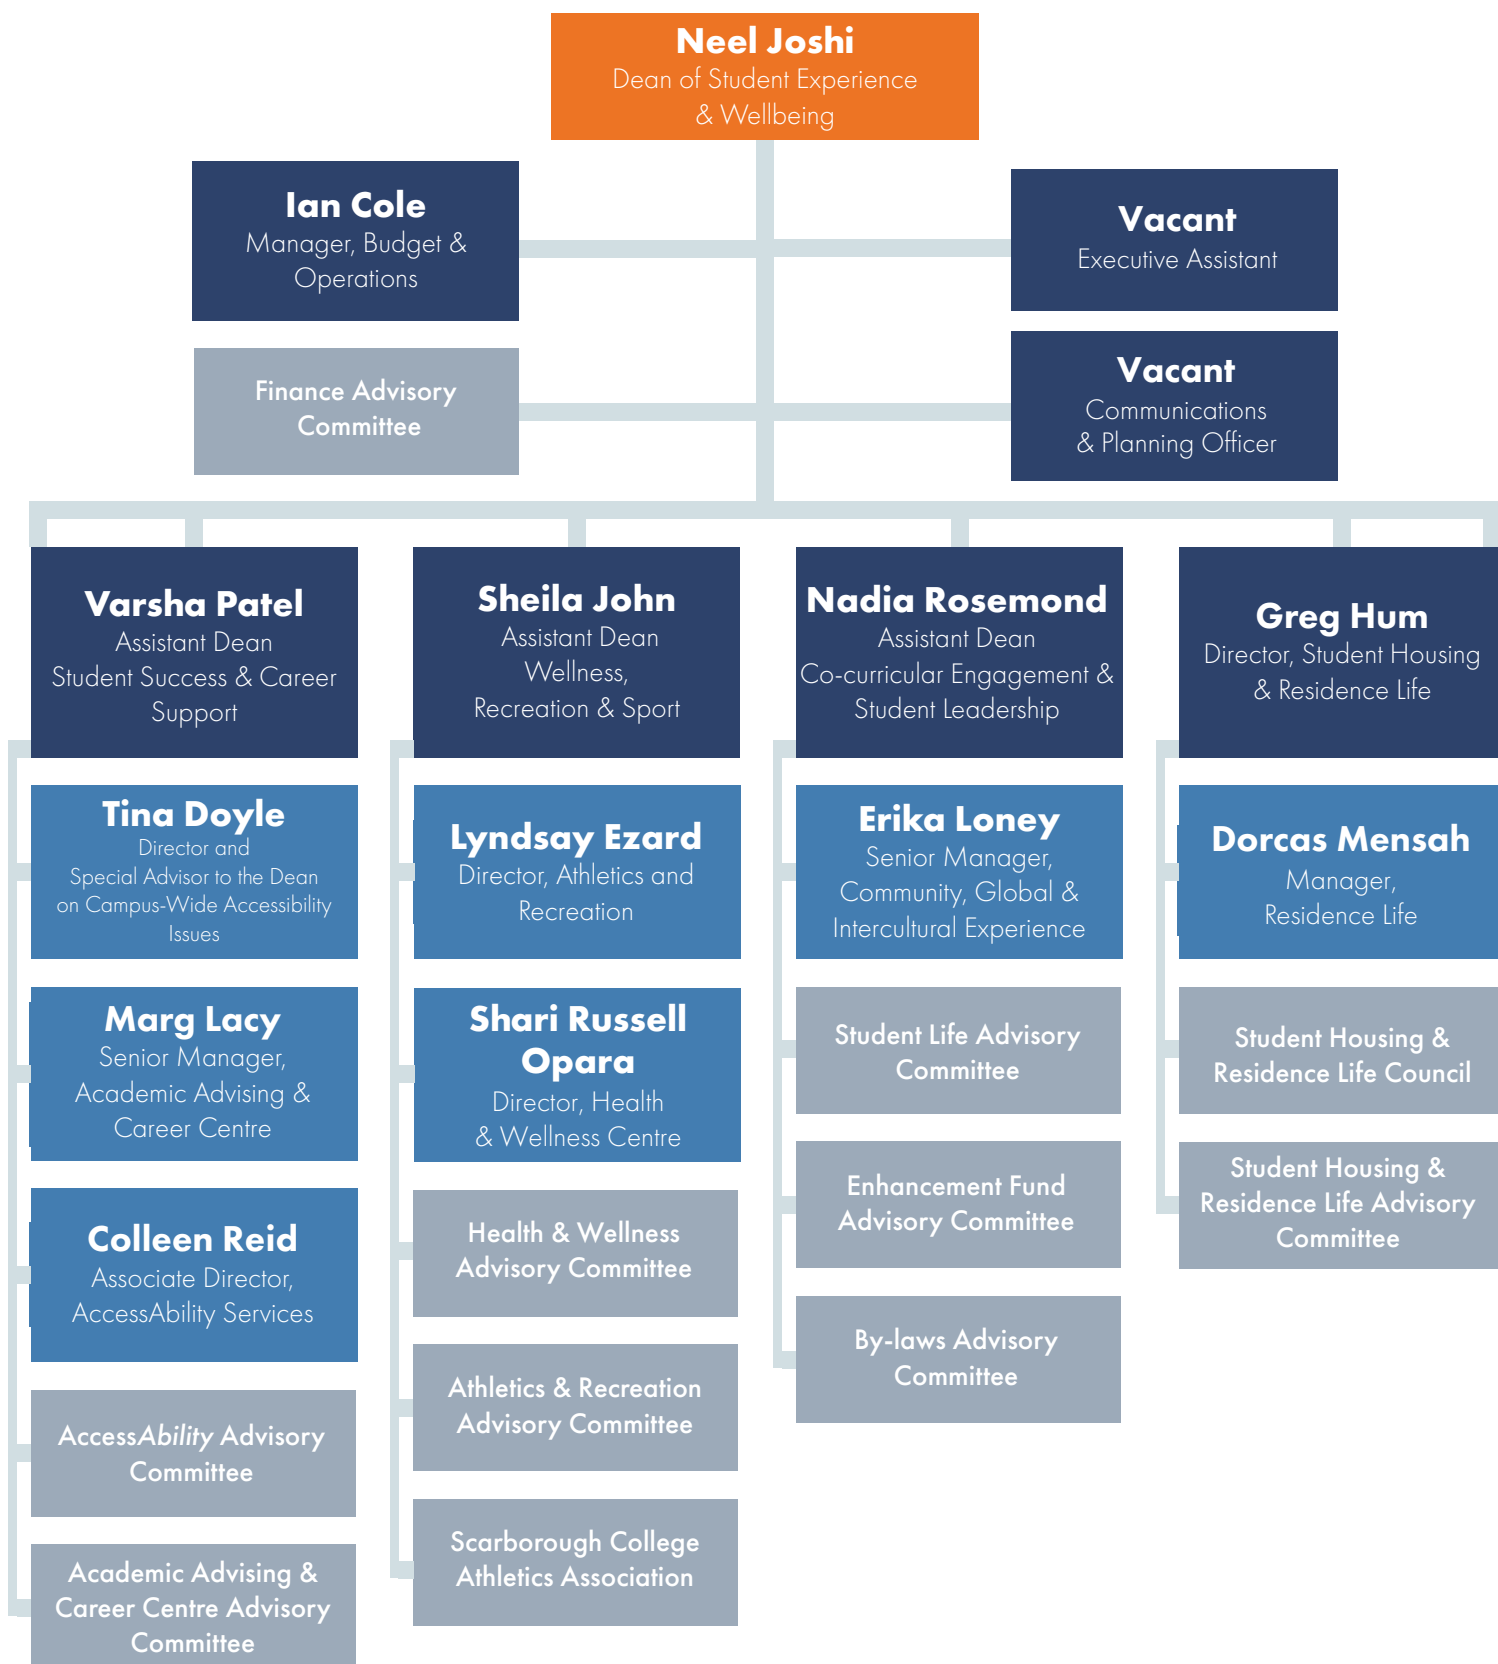 Neel Joshi
Dean of Student Experience
& Wellbeing
Ian Cole
Manager, Budget &
Operations
Vacant
Executive Assistant
Finance Advisory
Committee
Vacant
Communications
& Planning Officer
Varsha Patel
Assistant Dean
Student Success & Career
Support
Tina Doyle
Director and
Special Advisor to the Dean
on Campus-Wide Accessibility
Issues
Marg Lacy
Senior Manager,
Academic Advising &
Career Centre
Colleen Reid
Associate Director,
AccessAbility Services
AccessAbility Advisory
Committee
Academic Advising &
Career Centre Advisory
Committee
Sheila John
Assistant Dean
Wellness,
Recreation & Sport
Lyndsay Ezard
Director, Athletics and
Recreation
Shari Russell
Opara
Director, Health
& Wellness Centre
Health & Wellness
Advisory Committee
Athletics & Recreation
Advisory Committee
Scarborough College
Athletics Association
Nadia Rosemond
Assistant Dean
Co-curricular Engagement &
Student Leadership
Erika Loney
Senior Manager,
Community, Global &
Intercultural Experience
Student Life Advisory
Committee
Enhancement Fund
Advisory Committee
By-laws Advisory
Committee
Greg Hum
Director, Student Housing
& Residence Life
Dorcas Mensah
Manager,
Residence Life
Student Housing &
Residence Life Council
Student Housing &
Residence Life Advisory
Committee